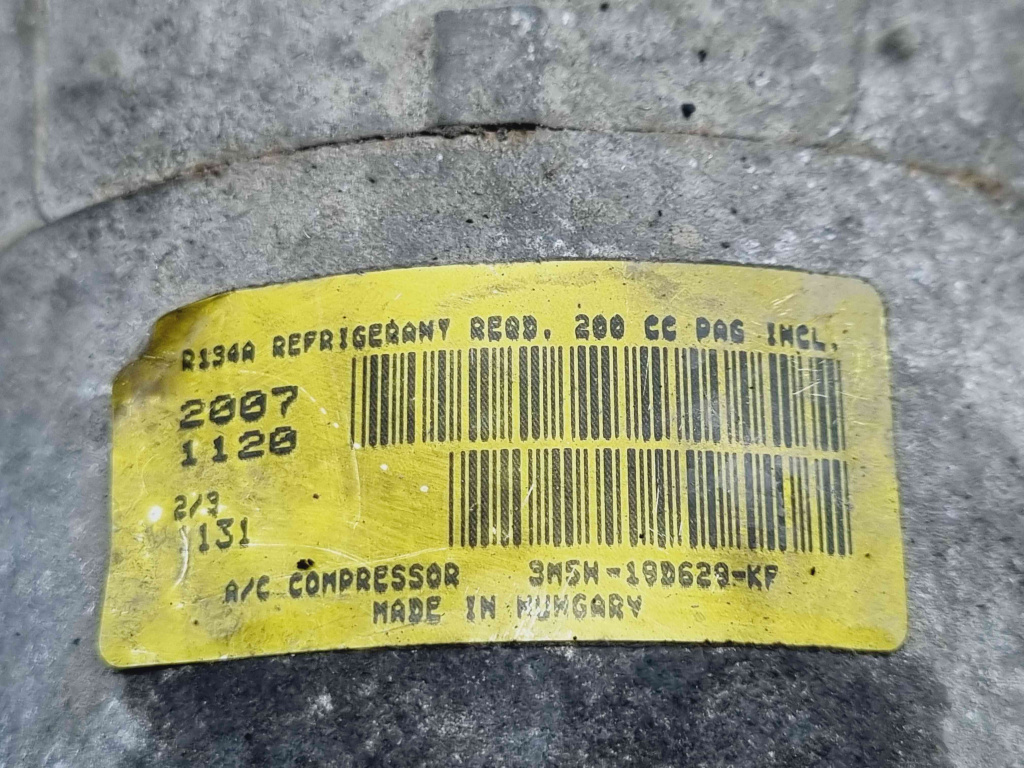 R134A REFRIGERANT REQD. 200 CC PAG INCL.
2007
1120
2/3
1131
A/C COMPRESSOR 3M5H-19D629-KF
MADE IN HUNGARY